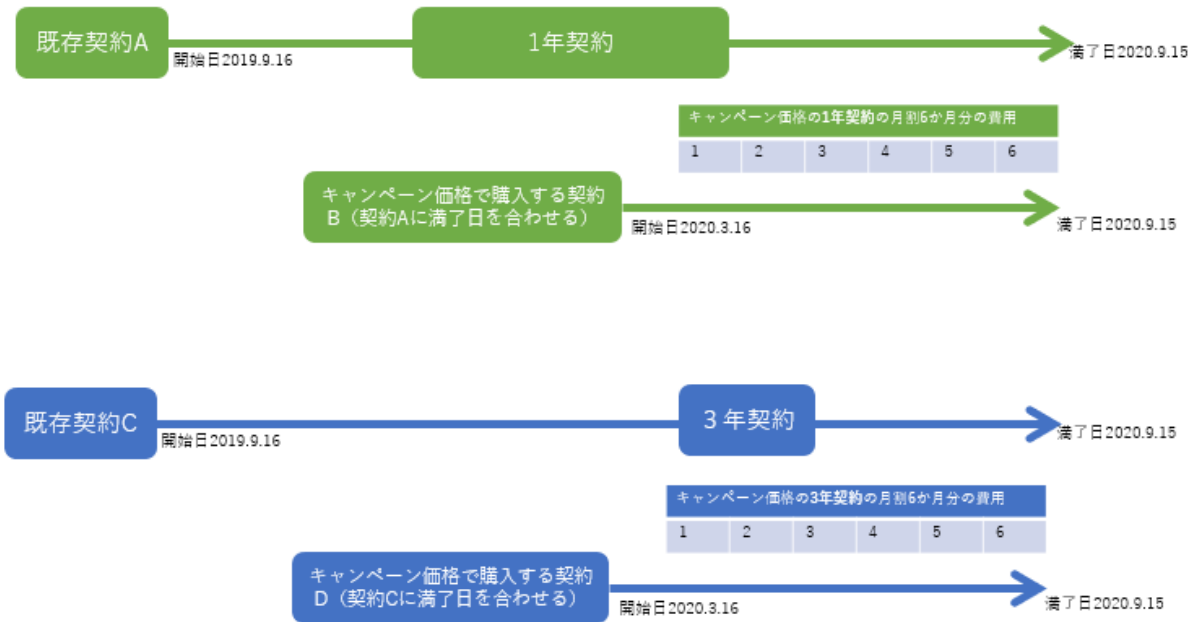 既存契約A
1年契約
開始日2019.9.16
満了日2020.9.15
キャンペーン価格の1年契約の月割6か月分の費用
1 2 3 4 5 6
キャンペーン価格で購入する契約
B（契約Aに満了日を合わせる）
開始日2020.3.16
満了日2020.9.15
既存契約C
３年契約
開始日2019.9.16
満了日2020.9.15
キャンペーン価格の3年契約の月割6か月分の費用
1 2 3 4 5 6
キャンペーン価格で購入する契約
D（契約Cに満了日を合わせる）
開始日2020.3.16
満了日2020.9.15